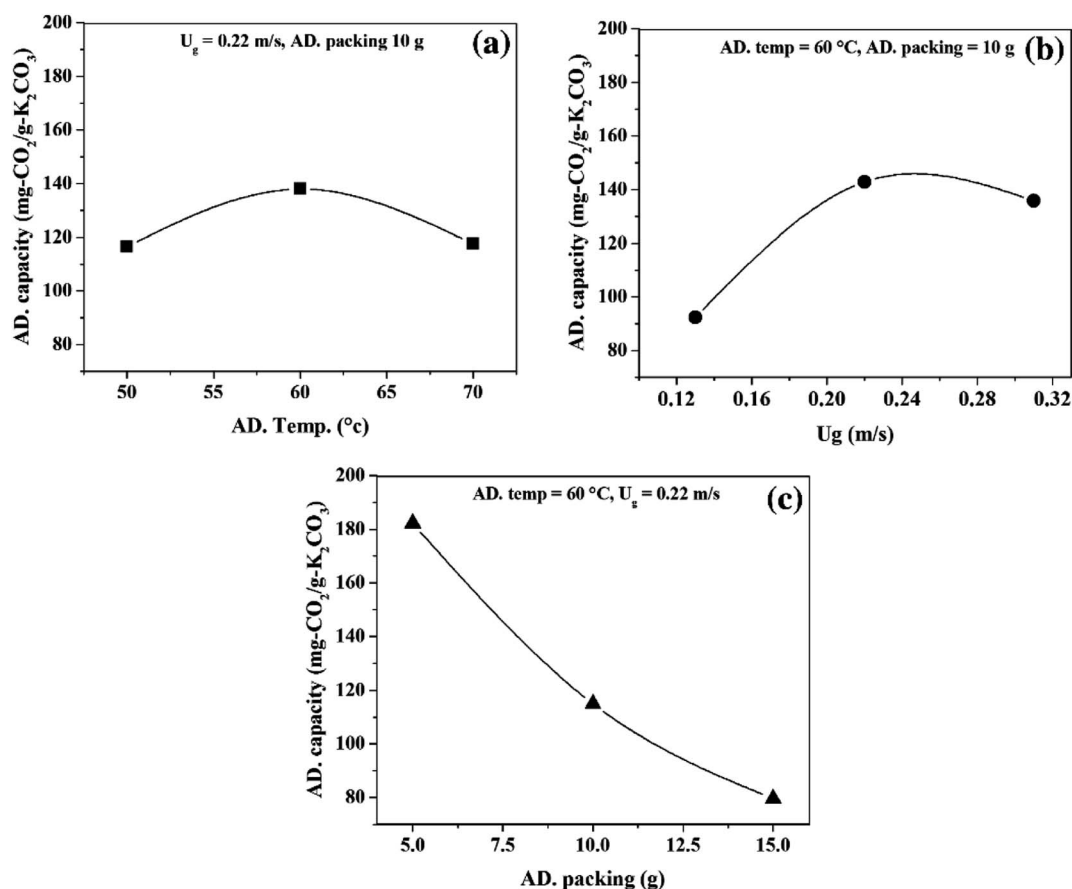 U_g = 0.22 m/s, AD. packing 10 g
(a)
AD. capacity (mg-CO₂/g-K₂CO₃)
200
180
160
140
120
100
80
50 55 60 65 70
AD. Temp. (°c)
AD. temp = 60 °C, AD. packing = 10 g
(b)
AD. capacity (mg-CO₂/g-K₂CO₃)
200
180
160
140
120
100
80
0,12 0,16 0,20 0,24 0,28 0,32
Ug (m/s)
AD. temp = 60 °C, U_g = 0.22 m/s
(c)
AD. capacity (mg-CO₂/g-K₂CO₃)
200
180
160
140
120
100
80
5.0 7.5 10.0 12.5 15.0
AD. packing (g)